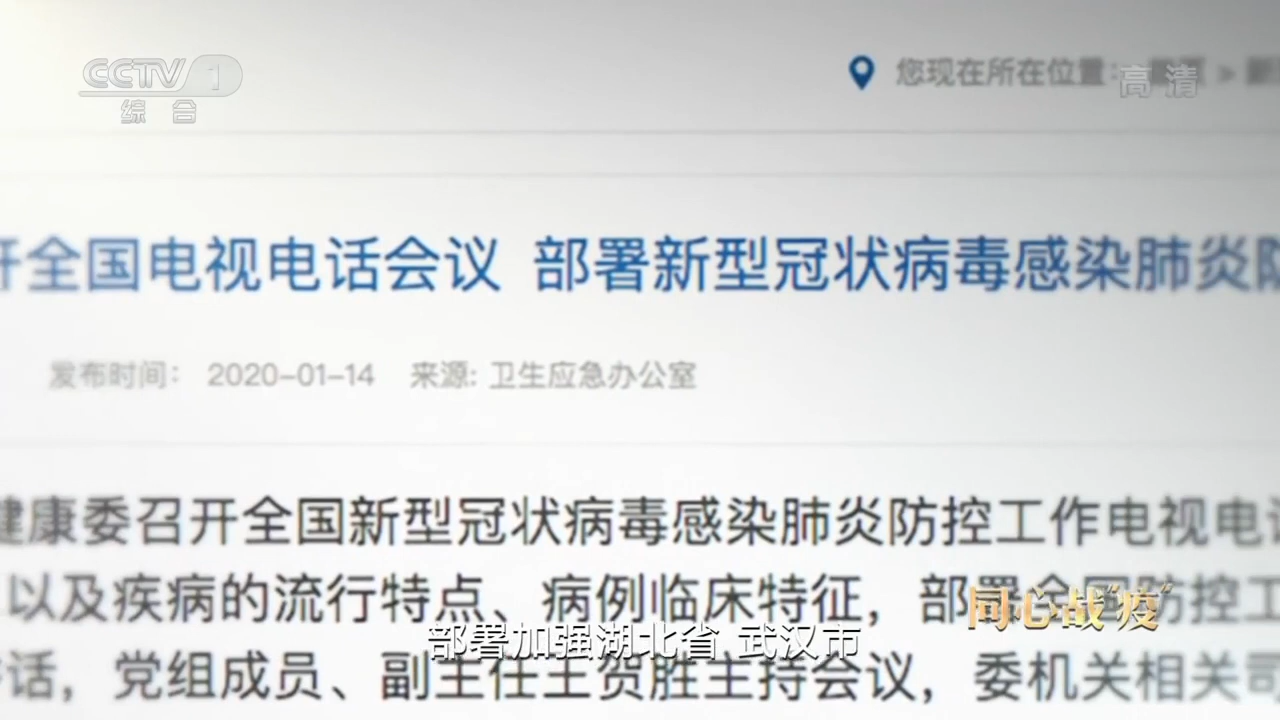 CCTV 1
综合
您现在所在位置：
高清
开全国电视电话会议 部署新型冠状病毒感染肺炎防
发布时间： 2020-01-14 来源: 卫生应急办公室
健康委召开全国新型冠状病毒感染肺炎防控工作电视电话
以及疾病的流行特点、病例临床特征，部署全国防控工
同心战"疫"
部署加强湖北省 武汉市
话，党组成员、副主任王贺胜主持会议，委机关相关司